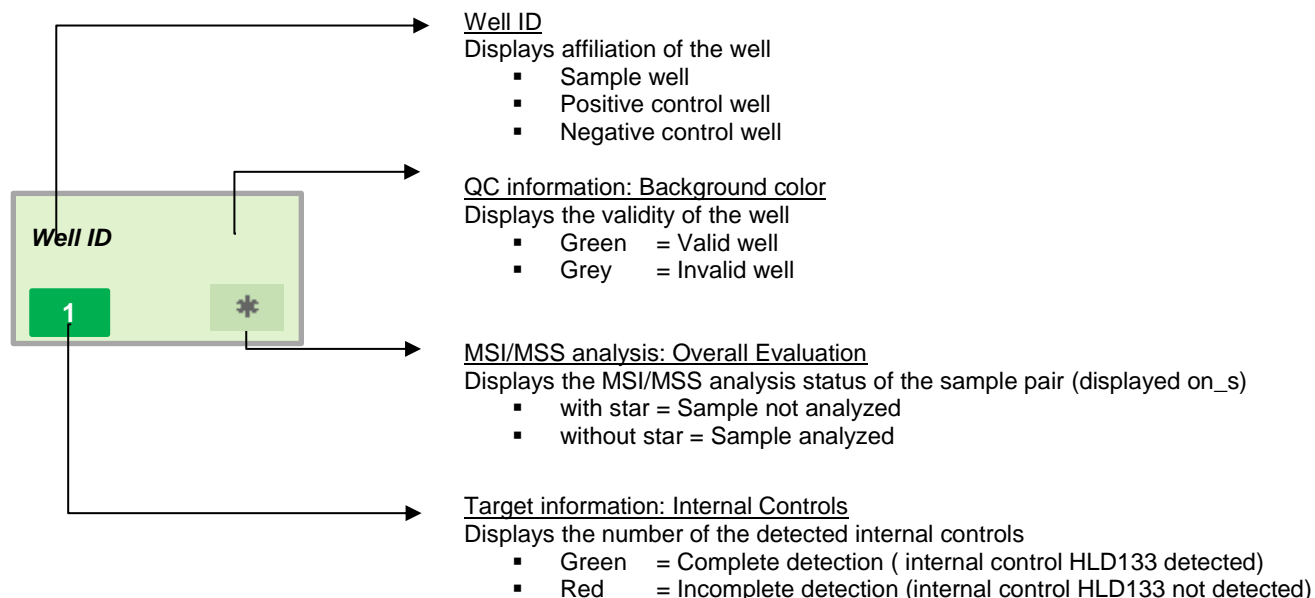 Well ID
Displays affiliation of the well
▪ Sample well
▪ Positive control well
▪ Negative control well
QC information: Background color
Displays the validity of the well
▪ Green = Valid well
▪ Grey = Invalid well
Well ID
1 *
MSI/MSS analysis: Overall Evaluation
Displays the MSI/MSS analysis status of the sample pair (displayed on_s)
▪ with star = Sample not analyzed
▪ without star = Sample analyzed
Target information: Internal Controls
Displays the number of the detected internal controls
▪ Green = Complete detection ( internal control HLD133 detected)
▪ Red = Incomplete detection (internal control HLD133 not detected)